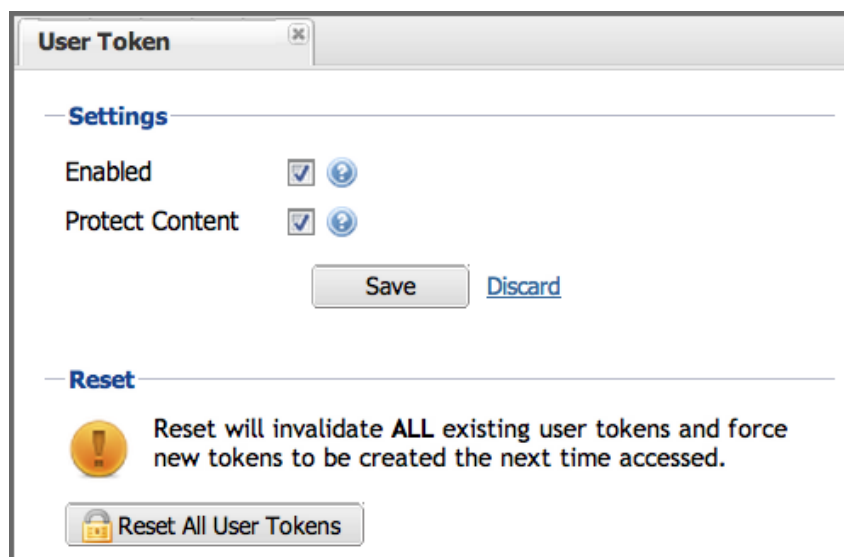 User Token
Settings
Enabled
Protect Content
Save Discard
Reset
Reset will invalidate ALL existing user tokens and force
new tokens to be created the next time accessed.
Reset All User Tokens